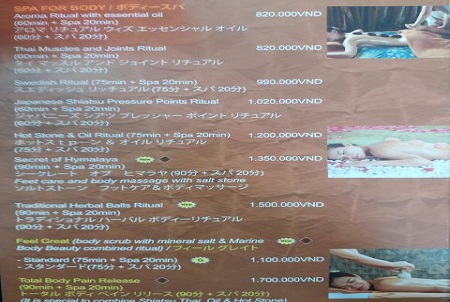 SPA FOR BODY / ボディースパ
Aroma Ritual with essential oil 820.000VND
(60min + Spa 20min)
アロマ リチュアル ウィズ エッセンシャル オイル
(60分 + スパ 20分)
Thai Muscles and Joints Ritual 820.000VND
(60min + Spa 20min)
タイ マッスル アンド ジョイント リチュアル
(60分 + スパ 20分)
Swedish Ritual (75min + Spa 20min) 990.000VND
スエディッシュ リッチュアル (75分 + スパ 20分)
Japanese Shiatsu Pressure Points Ritual 1,020.000VND
(60min + Spa 20min)
ジャパニーズ シアツ プレッシャー ポイント リチュアル
(60分 + スパ 20分)
Hot Stone & Oil Ritual (75min + Spa 20min) 1.200.000VND
ホットストーン & オイル リチュアル
(75分 + スパ 20分)
Secret of Hymalaya 1.350.000VND
(90min + Spa 20min)
シークレート オブ ヒマラヤ (90分 + スパ 20分)
Feet care and body massage with salt stone
ソルトストーン フットケア&ボディマッサージ
Traditional Herbal Balls Ritual 1.500.000VND
(90min + Spa 20min)
トラディショナル ハーバル ボディーリチュアル
(90分 + スパ 20分)
Feel Great (body scrub with mineral salt & Marine
Body Beauty combined ritual) /フィール グレイト
- Standard (75min + Spa 20min) 1,100.000VND
- スタンダード(75分 + スパ 20分)
Total Body Pain Release 1.700.000VND
(90min + Spa 20min)
トータル ボディ ペイン リリース (90分 + スパ 20分)
(It is special to combine Shiatsu Thai, Oil & Hot Stone)